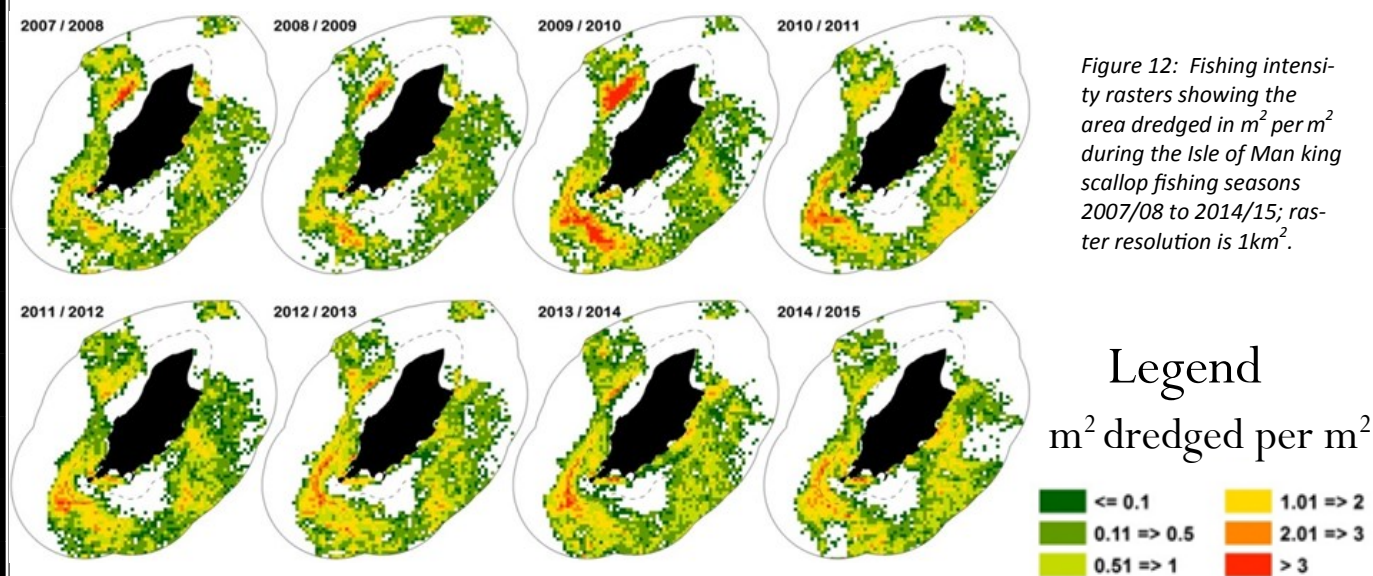 2007 / 2008
2008 / 2009
2009 / 2010
2010 / 2011
Figure 12: Fishing intensi-
ty rasters showing the
area dredged in m² per m²
during the Isle of Man king
scallop fishing seasons
2007/08 to 2014/15; ras-
ter resolution is 1km².
2011 / 2012
2012 / 2013
2013 / 2014
2014 / 2015
Legend
m² dredged per m²
<= 0.1
0.11 => 0.5
0.51 => 1
1.01 => 2
2.01 => 3
> 3